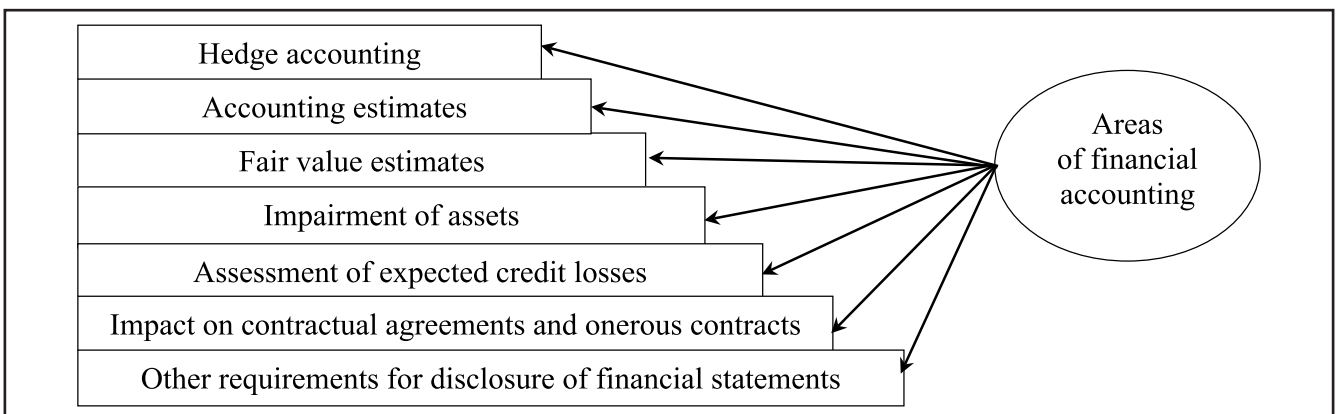 Hedge accounting
Accounting estimates
Fair value estimates
Impairment of assets
Assessment of expected credit losses
Impact on contractual agreements and onerous contracts
Other requirements for disclosure of financial statements
Areas
of financial
accounting